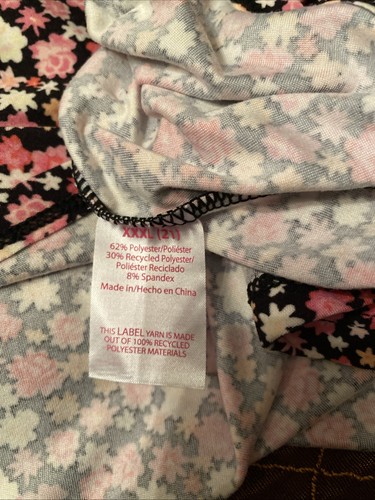 XXXL (21)
62% Polyester/Poliéster
30% Recycled Polyester/
Poliéster Reciclado
8% Spandex
Made in/Hecho en China
THIS LABEL YARN IS MADE
OUT OF 100% RECYCLED
POLYESTER MATERIALS